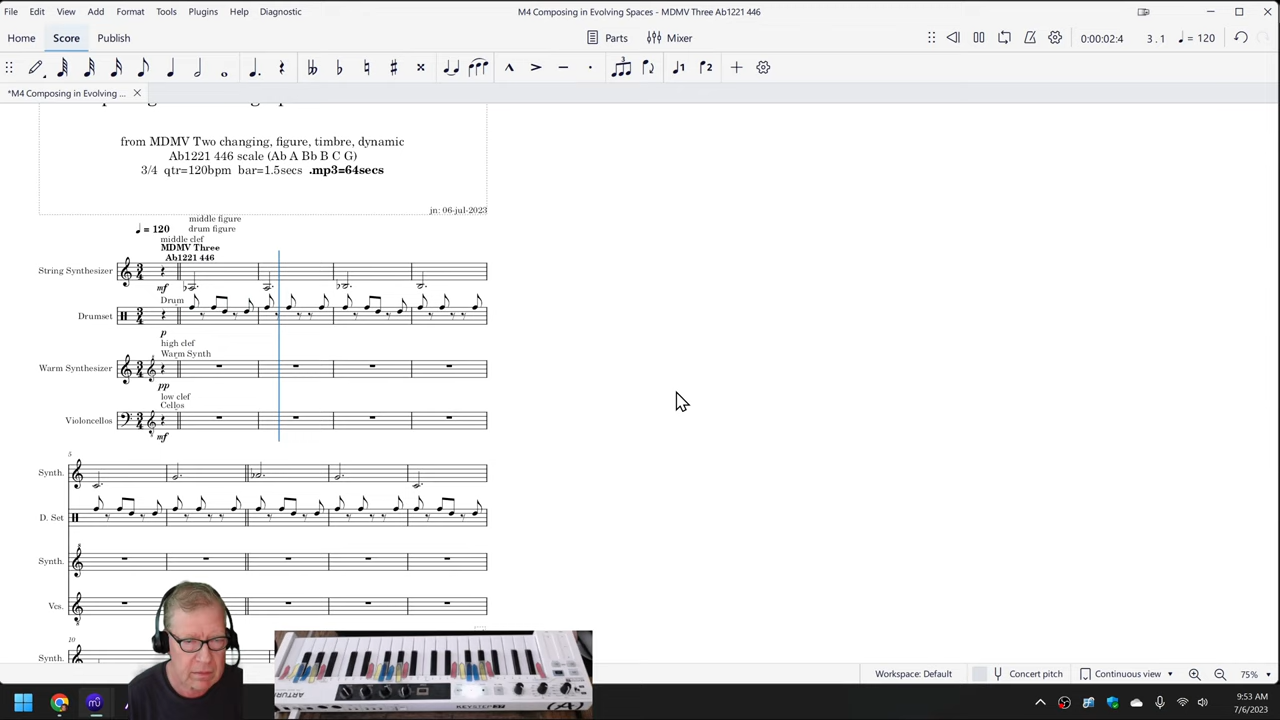 File Edit View Add Format Tools Plugins Help Diagnostic
M4 Composing in Evolving Spaces - MDMV Three Ab1221 446
Home Score Publish
Parts Mixer
0:00:02:4 3 . 1 = 120
*M4 Composing in Evolving ...
from MDMV Two changing, figure, timbre, dynamic
Ab1221 446 scale (Ab A Bb B C G)
3/4 qtr=120bpm bar=1.5secs .mp3=64secs
jn: 06-jul-2023
middle figure
drum figure
= 120
middle clef
MDMV Three
Ab1221 446
String Synthesizer
mf
Drum
Drumset
p
high clef
Warm Synth
Warm Synthesizer
pp
low clef
Cellos
Violoncellos
mf
5
Synth.
D. Set
Synth.
Vcs.
10
Synth.
ARTURIA
KEYSTEP 37
Workspace: Default Concert pitch Continuous view 75%
9:53 AM
7/6/2023